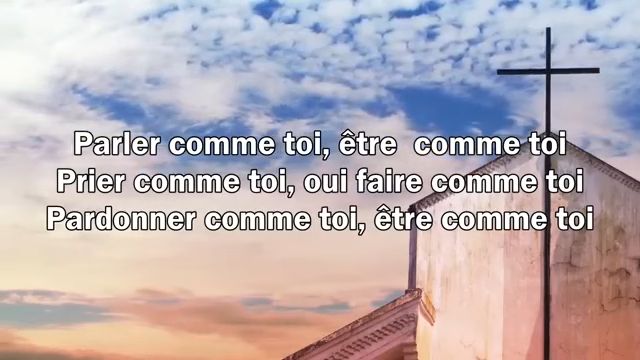 Parler comme toi, être  comme toi
Prier comme toi, oui faire comme toi
Pardonner comme toi, être comme toi